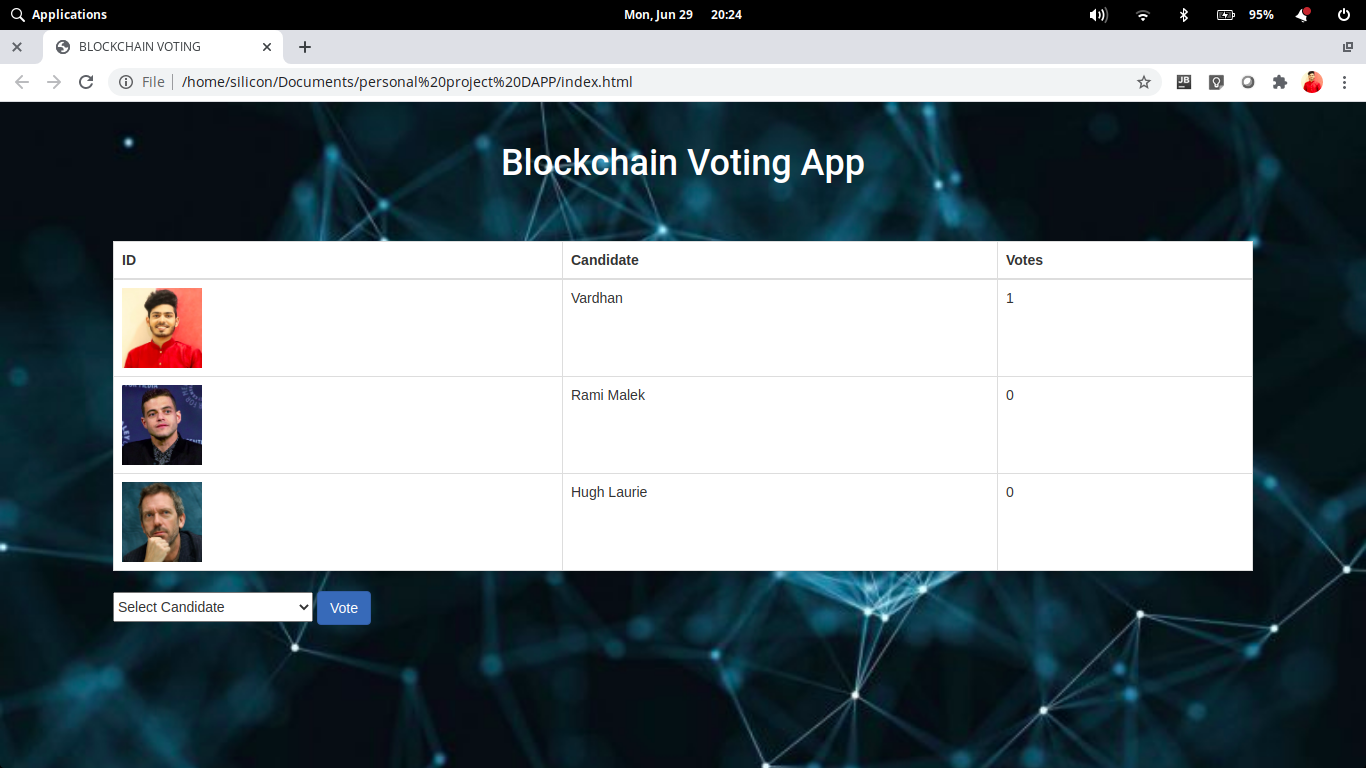 Applications
Mon, Jun 29 20:24
95%
BLOCKCHAIN VOTING
File
/home/silicon/Documents/personal%20project%20DAPP/index.html
JB
Blockchain Voting App
ID Candidate Votes
Vardhan 1
Rami Malek 0
Hugh Laurie 0
Select Candidate
Vote